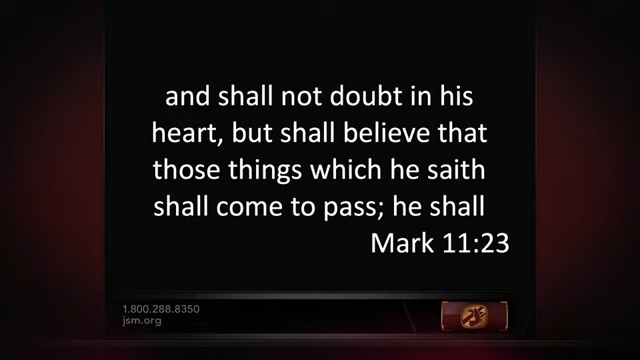 and shall not doubt in his
heart, but shall believe that
those things which he saith
shall come to pass; he shall
Mark 11:23
1.800.288.8350
jsm.org